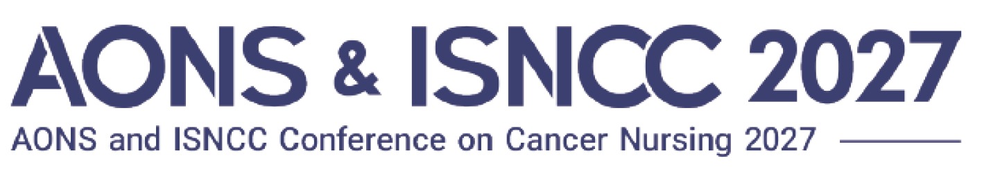 AONS & ISNCC 2027
AONS and ISNCC Conference on Cancer Nursing 2027